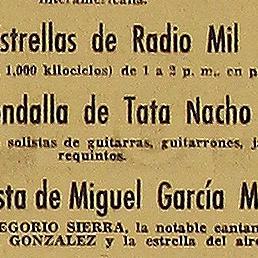 interamericana.
strellas de Radio Mil
1,000 kilociclos) de 1 a 2 p. m., en p
ndalla de Tata Nacho
solistas de guitarras, guitarrones, j
requintos.
sta de Miguel García M
EGORIO SIERRA, la notable cantan
GONZALEZ y la estrella del aire